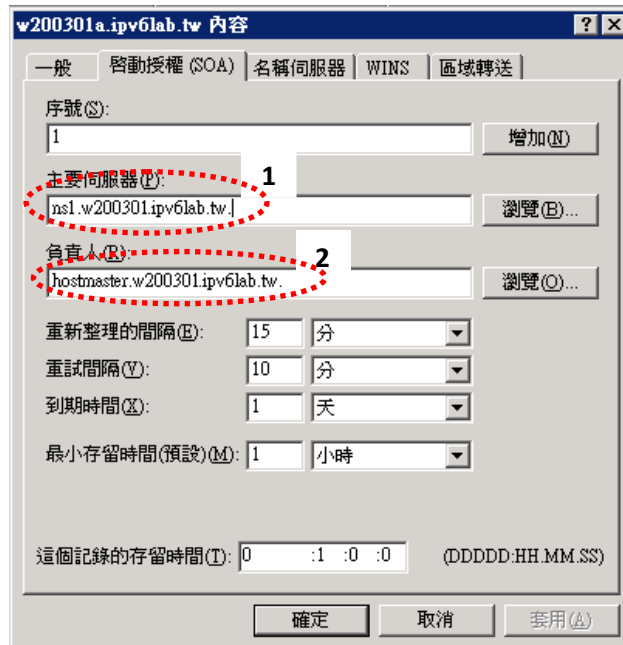 w200301a.ipv6lab.tw 內容
一般 啓動授權 (SOA) 名稱伺服器 WINS 區域轉送
序號(S):
1 增加(N)
主要伺服器(P): 1
ns1.w200301.ipv6lab.tw. 瀏覽(B)...
負責人(R): 2
hostmaster.w200301.ipv6lab.tw. 瀏覽(O)...
重新整理的間隔(E): 15 分
重試間隔(V): 10 分
到期時間(X): 1 天
最小存留時間(預設)(M): 1 小時
這個記錄的存留時間(T): 0 :1 :0 :0 (DDDDD:HH.MM.SS)
確定 取消 套用(A)